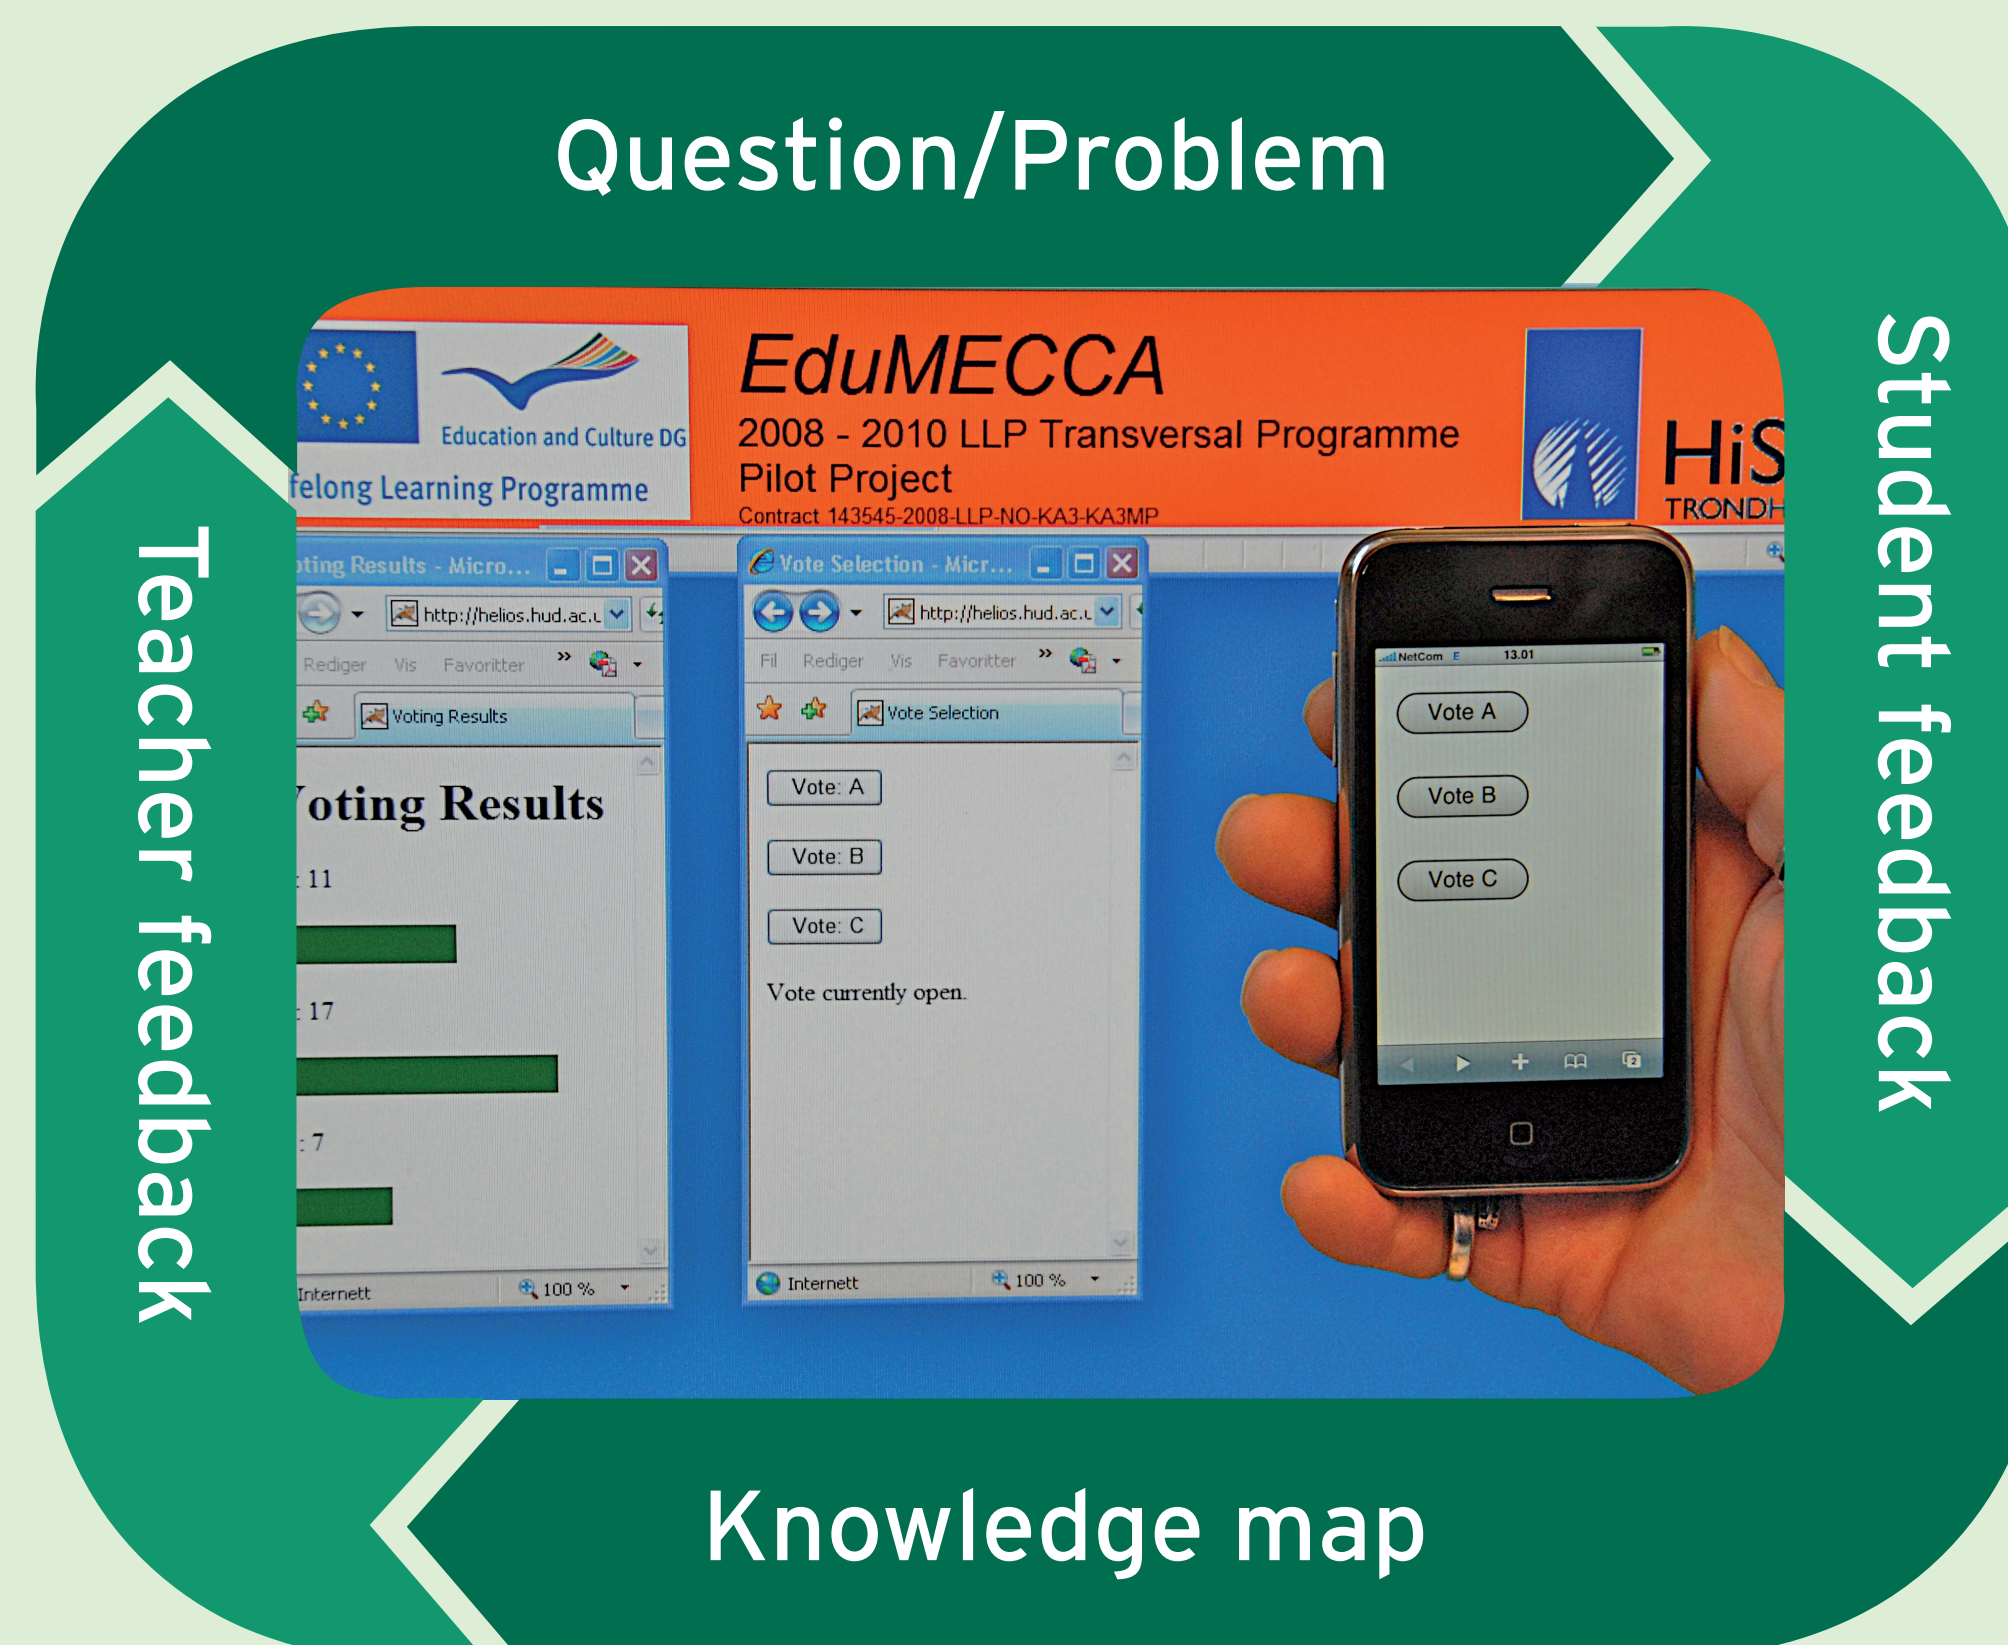 Question/Problem
Student feedback
Knowledge map
Teacher feedback
Education and Culture DG
felong Learning Programme
EduMECCA
2008 - 2010 LLP Transversal Programme
Pilot Project
Contract 143545-2008-LLP-NO-KA3-KA3MP
HiS
TRONDH
oting Results - Micro...
http://helios.hud.ac.u
Rediger Vis Favoritter »
Voting Results
oting Results
: 11
: 17
: 7
Internett
100 %
Vote Selection - Micr...
http://helios.hud.ac.u
Fil Rediger Vis Favoritter »
Vote Selection
Vote: A
Vote: B
Vote: C
Vote currently open.
Internett
100 %
NetCom E 13.01
Vote A
Vote B
Vote C
2